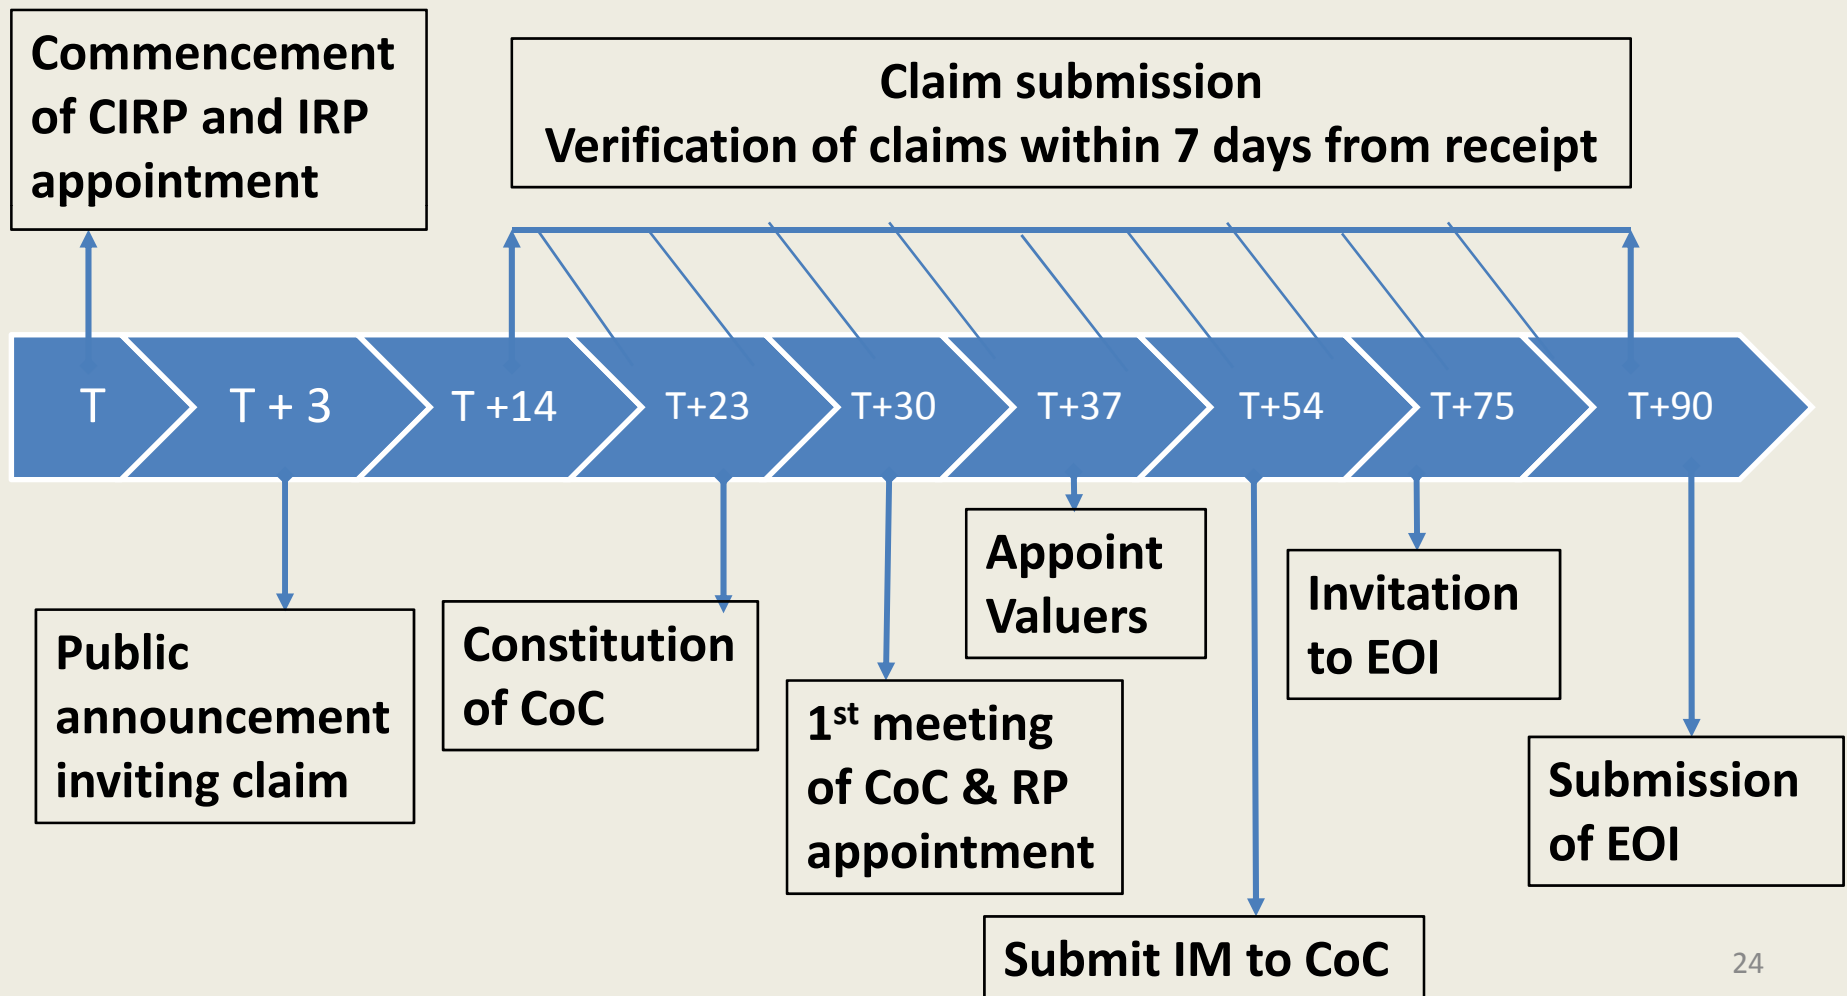 Commencement
of CIRP and IRP
appointment
Claim submission
Verification of claims within 7 days from receipt
T
T + 3
T +14
T+23
T+30
T+37
T+54
T+75
T+90
Public
announcement
inviting claim
Constitution
of CoC
1st meeting
of CoC & RP
appointment
Appoint
Valuers
Submit IM to CoC
Invitation
to EOI
Submission
of EOI
24